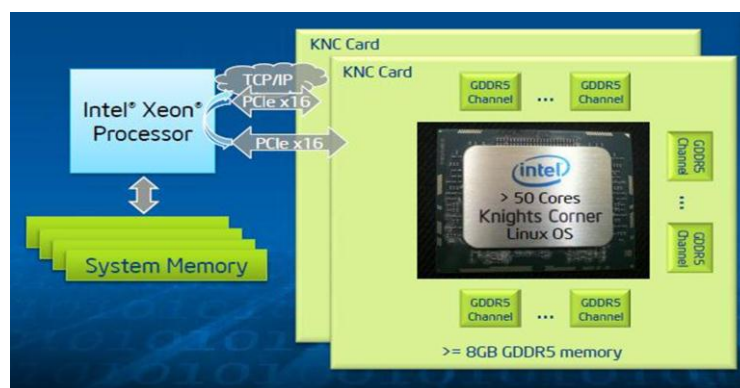 KNC Card
KNC Card
TCP/IP
PCIe x16
PCIe x16
Intel® Xeon®
Processor
System Memory
GDDR5
Channel
...
GDDR5
Channel
GDDR5
Channel
...
GDDR5
Channel
intel
> 50 Cores
Knights Corner
Linux OS
GDDR5
Channel
...
GDDR5
Channel
>= 8GB GDDR5 memory